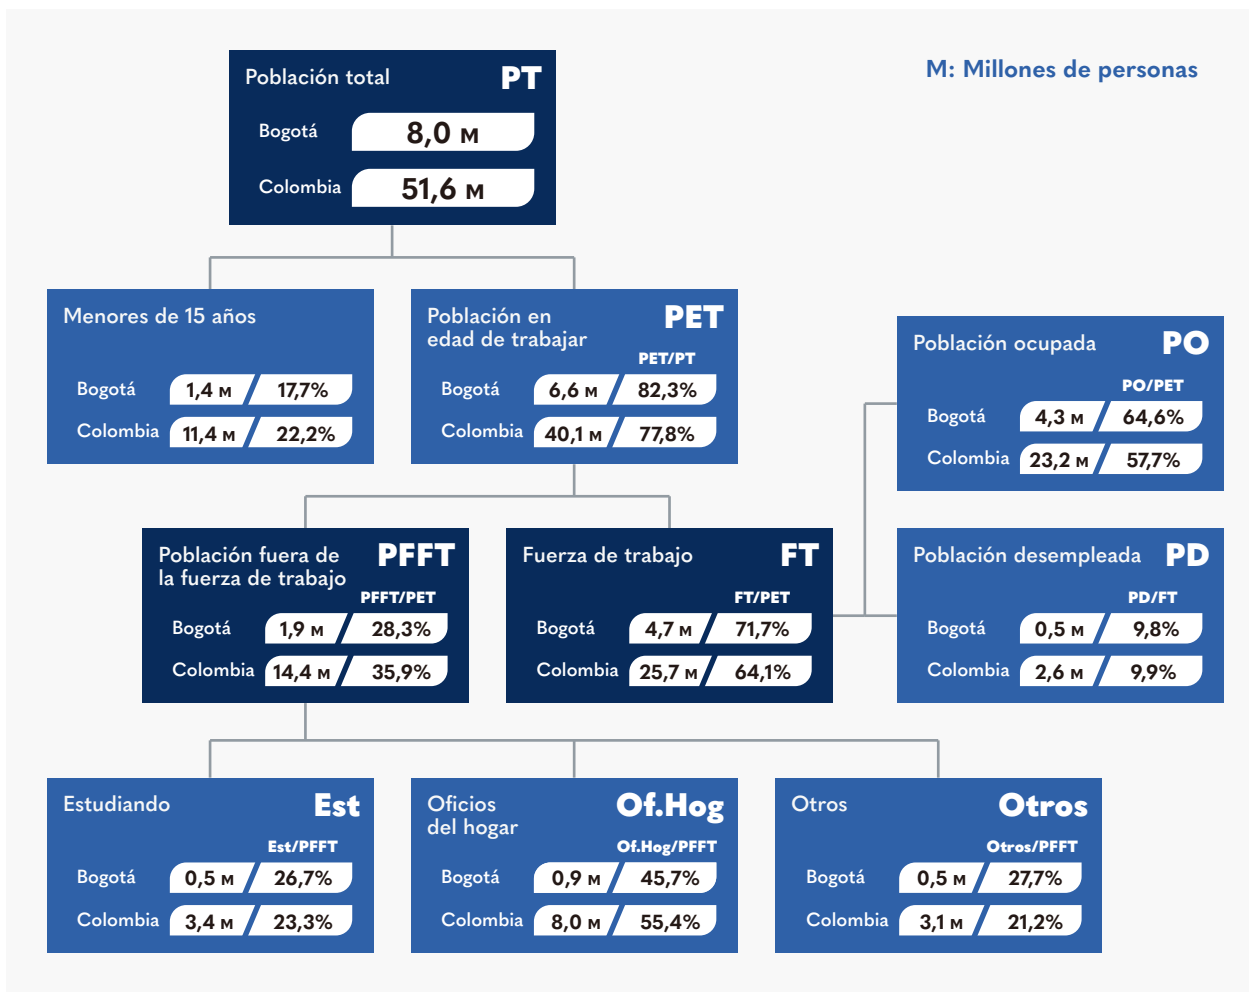 M: Millones de personas
Población total PT
Bogotá 8,0 M
Colombia 51,6 M
Menores de 15 años
Bogotá 1,4 M 17,7%
Colombia 11,4 M 22,2%
Población en
edad de trabajar PET
PET/PT
Bogotá 6,6 M 82,3%
Colombia 40,1 M 77,8%
Población ocupada PO
PO/PET
Bogotá 4,3 M 64,6%
Colombia 23,2 M 57,7%
Población fuera de
la fuerza de trabajo PFFT
PFFT/PET
Bogotá 1,9 M 28,3%
Colombia 14,4 M 35,9%
Fuerza de trabajo FT
FT/PET
Bogotá 4,7 M 71,7%
Colombia 25,7 M 64,1%
Población desempleada PD
PD/FT
Bogotá 0,5 M 9,8%
Colombia 2,6 M 9,9%
Estudiando Est
Est/PFFT
Bogotá 0,5 M 26,7%
Colombia 3,4 M 23,3%
Oficios
del hogar Of.Hog
Of.Hog/PFFT
Bogotá 0,9 M 45,7%
Colombia 8,0 M 55,4%
Otros Otros
Otros/PFFT
Bogotá 0,5 M 27,7%
Colombia 3,1 M 21,2%